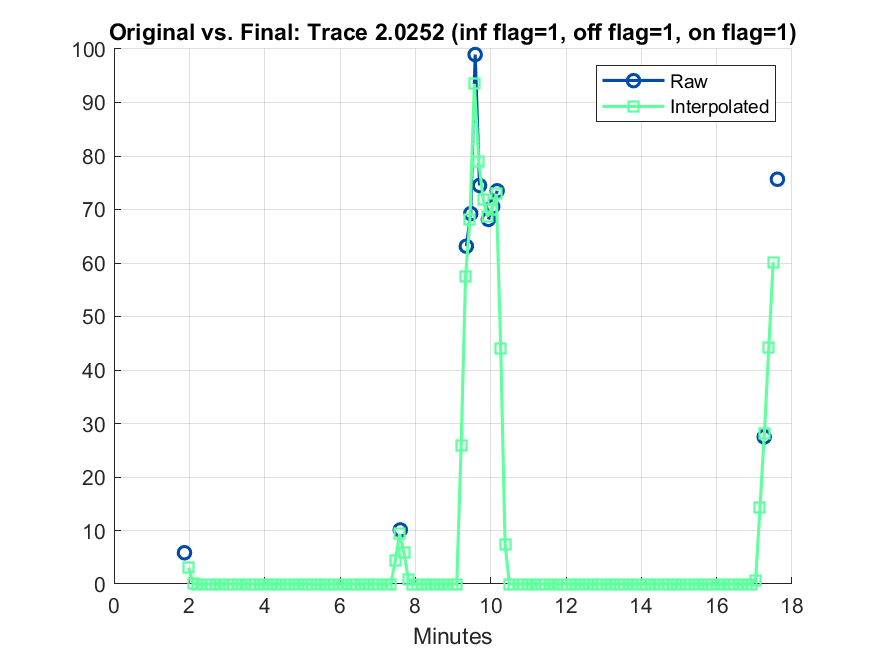 Original vs. Final: Trace 2.0252 (inf flag=1, off flag=1, on flag=1)
Raw
Interpolated
100
90
80
70
60
50
40
30
20
10
0
0 2 4 6 8 10 12 14 16 18
Minutes